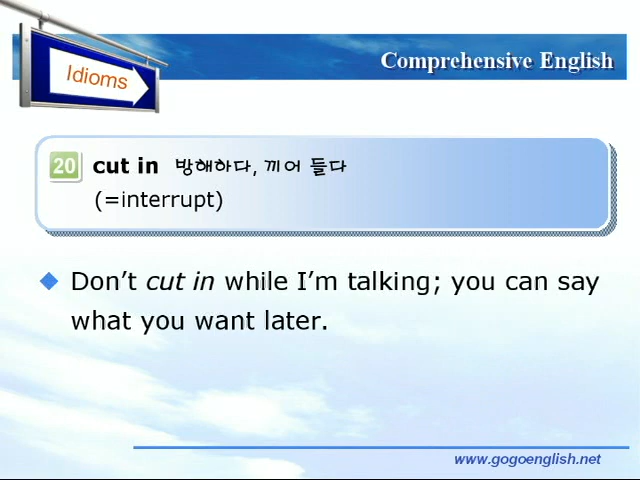 Idioms
Comprehensive English
20 cut in 방해하다, 끼어 들다
(=interrupt)
Don't cut in while I'm talking; you can say
what you want later.
www.gogoenglish.net